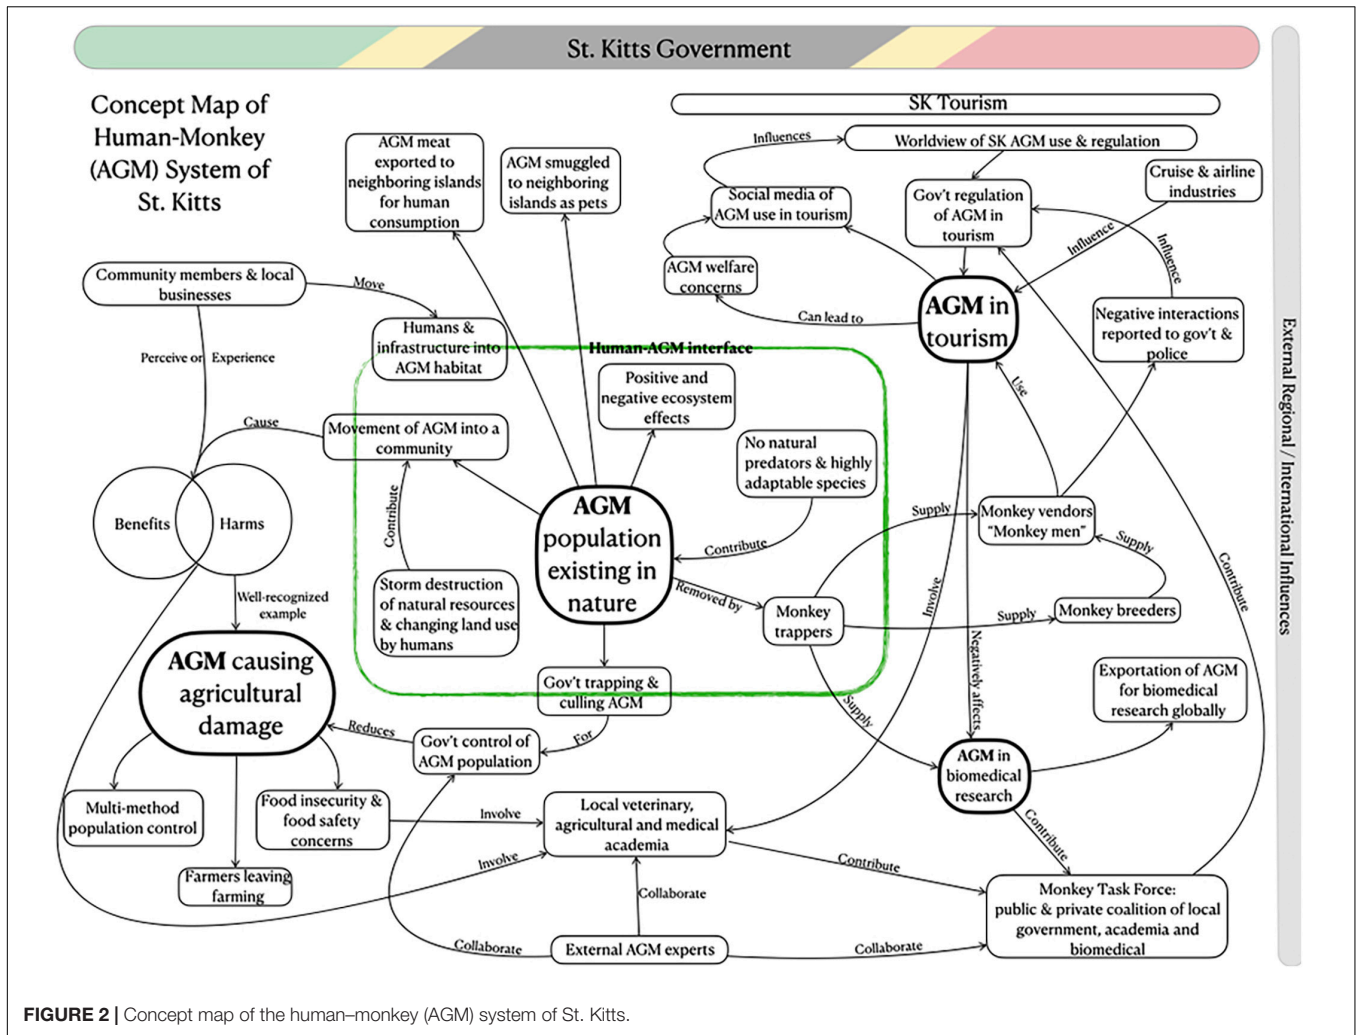 St. Kitts Government
Concept Map of
Human-Monkey
(AGM) System of
St. Kitts
SK Tourism
Influences
Worldview of SK AGM use & regulation
AGM meat
exported to
neighboring islands
for human
consumption
AGM smuggled
to neighboring
islands as pets
Social media of
AGM use in tourism
Gov't regulation
of AGM in
tourism
Cruise & airline
industries
Influence
Influence
AGM welfare
concerns
Can lead to
AGM in
tourism
Negative interactions
reported to gov't &
police
External Regional / International Influences
Community members & local
businesses
Move
Humans &
infrastructure into
AGM habitat
Human-AGM interface
Perceive or Experience
Positive and
negative ecosystem
effects
Use
Cause
Movement of AGM into a
community
No natural
predators & highly
adaptable species
Benefits
Harms
Contribute
AGM
population
existing in
nature
Contribute
Supply
Monkey vendors
"Monkey men"
Supply
Contribute
Well-recognized
example
Storm destruction
of natural resources
& changing land use
by humans
Removed by
Monkey
trappers
Involve
Supply
Monkey breeders
Negatively affects
AGM causing
agricultural
damage
Gov't trapping &
culling AGM
Supply
Exportation of AGM
for biomedical
research globally
Reduces
Gov't control of
AGM population
For
AGM in
biomedical
research
Multi-method
population control
Food insecurity &
food safety
concerns
Involve
Local veterinary,
agricultural and medical
academia
Contribute
Farmers leaving
farming
Involve
Contribute
Collaborate
Monkey Task Force:
public & private coalition of local
government, academia and
biomedical
Collaborate
External AGM experts
Collaborate
FIGURE 2 | Concept map of the human–monkey (AGM) system of St. Kitts.